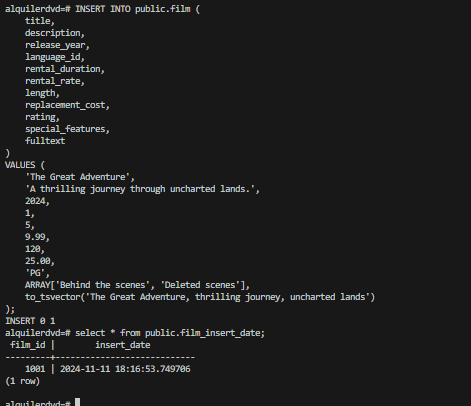 alquilerdvd=# INSERT INTO public.film (
    title,
    description,
    release_year,
    language_id,
    rental_duration,
    rental_rate,
    length,
    replacement_cost,
    rating,
    special_features,
    fulltext
)
VALUES (
    'The Great Adventure',
    'A thrilling journey through uncharted lands.',
    2024,
    1,
    5,
    9.99,
    120,
    25.00,
    'PG',
    ARRAY['Behind the scenes', 'Deleted scenes'],
    to_tsvector('The Great Adventure, thrilling journey, uncharted lands')
);
INSERT 0 1
alquilerdvd=# select * from public.film_insert_date;
 film_id |        insert_date
---------+----------------------------
    1001 | 2024-11-11 18:16:53.749706
(1 row)

alquilerdvd=#